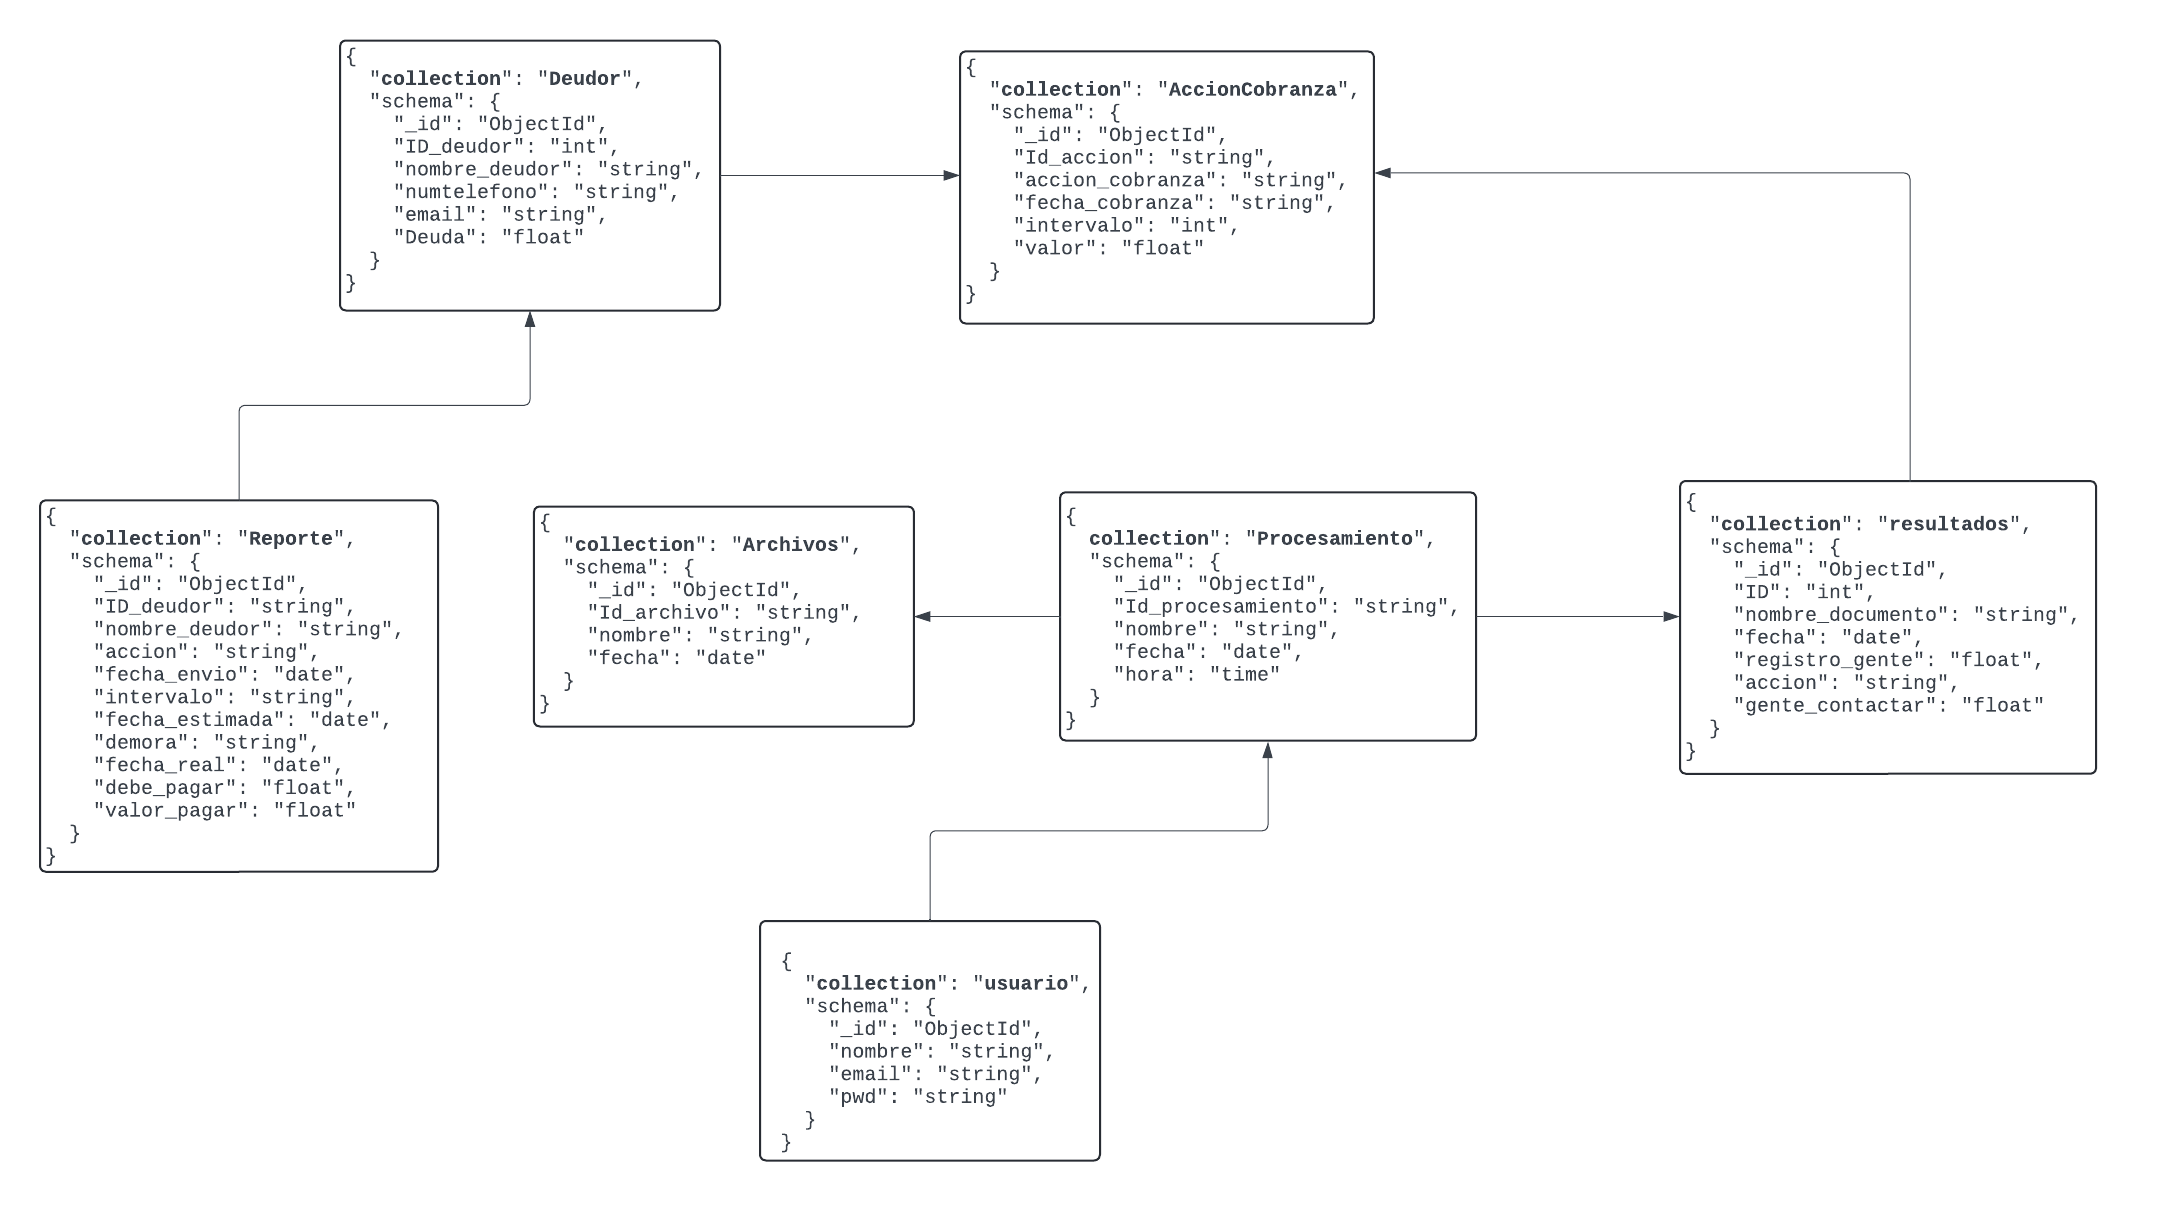 {
  "collection": "Deudor",
  "schema": {
    "_id": "ObjectId",
    "ID_deudor": "int",
    "nombre_deudor": "string",
    "numtelefono": "string",
    "email": "string",
    "Deuda": "float"
  }
}
{
  "collection": "AccionCobranza",
  "schema": {
    "_id": "ObjectId",
    "Id_accion": "string",
    "accion_cobranza": "string",
    "fecha_cobranza": "string",
    "intervalo": "int",
    "valor": "float"
  }
}
{
  "collection": "Reporte",
  "schema": {
    "_id": "ObjectId",
    "ID_deudor": "string",
    "nombre_deudor": "string",
    "accion": "string",
    "fecha_envio": "date",
    "intervalo": "string",
    "fecha_estimada": "date",
    "demora": "string",
    "fecha_real": "date",
    "debe_pagar": "float",
    "valor_pagar": "float"
  }
}
{
  "collection": "Archivos",
  "schema": {
    "_id": "ObjectId",
    "Id_archivo": "string",
    "nombre": "string",
    "fecha": "date"
  }
}
{
  collection": "Procesamiento",
  "schema": {
    "_id": "ObjectId",
    "Id_procesamiento": "string",
    "nombre": "string",
    "fecha": "date",
    "hora": "time"
  }
}
{
  "collection": "resultados",
  "schema": {
    "_id": "ObjectId",
    "ID": "int",
    "nombre_documento": "string",
    "fecha": "date",
    "registro_gente": "float",
    "accion": "string",
    "gente_contactar": "float"
  }
}
{
  "collection": "usuario",
  "schema": {
    "_id": "ObjectId",
    "nombre": "string",
    "email": "string",
    "pwd": "string"
  }
}